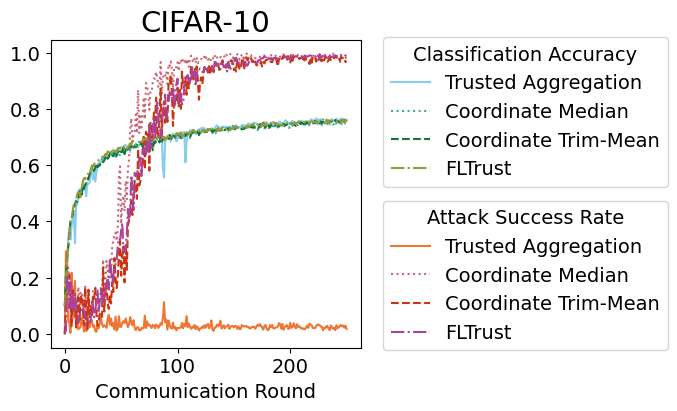 CIFAR-10
1.0
0.8
0.6
0.4
0.2
0.0
0
100
200
Communication Round
Classification Accuracy
Trusted Aggregation
Coordinate Median
Coordinate Trim-Mean
FLTrust
Attack Success Rate
Trusted Aggregation
Coordinate Median
Coordinate Trim-Mean
FLTrust